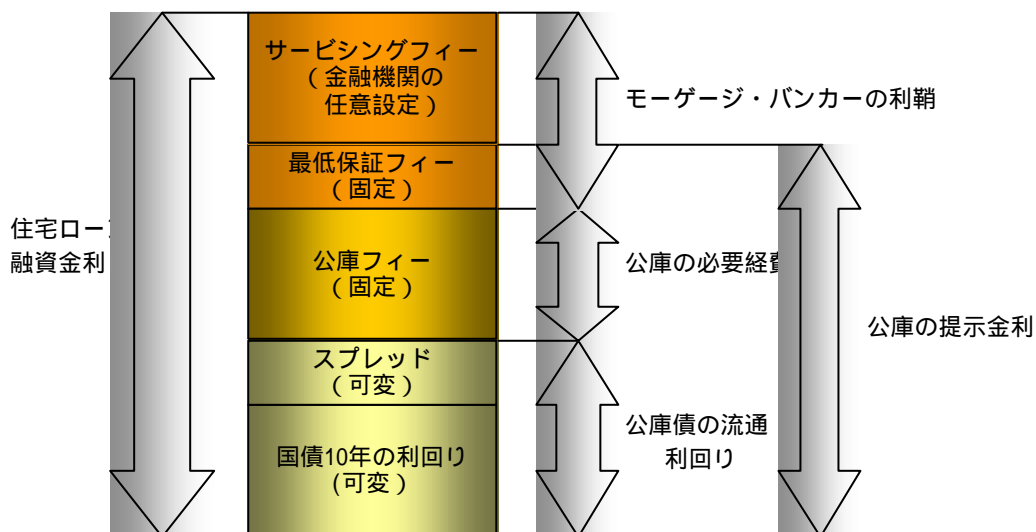 サービシングフィー
（金融機関の
任意設定）
モーゲージ・バンカーの利鞘
最低保証フィー
（固定）
住宅ロー
融資金利
公庫フィー
（固定）
公庫の必要経費
公庫の提示金利
スプレッド
（可変）
公庫債の流通
利回り
国債10年の利回り
(可変）